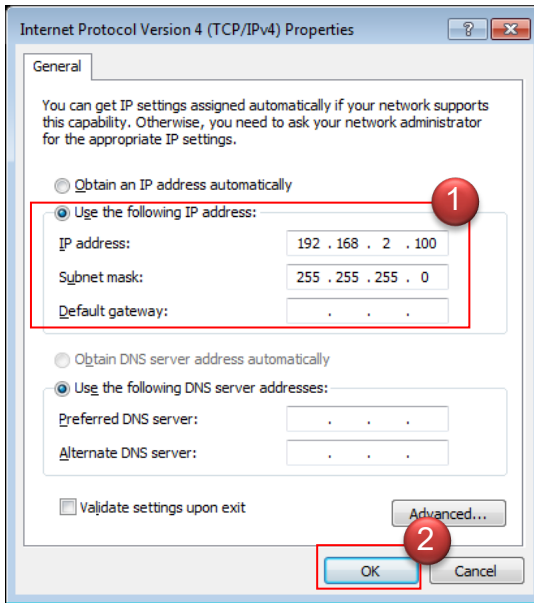 Internet Protocol Version 4 (TCP/IPv4) Properties
General
You can get IP settings assigned automatically if your network supports
this capability. Otherwise, you need to ask your network administrator
for the appropriate IP settings.
Obtain an IP address automatically
1
Use the following IP address:
IP address: 192 . 168 . 2 . 100
Subnet mask: 255 . 255 . 255 . 0
Default gateway: . . .
Obtain DNS server address automatically
Use the following DNS server addresses:
Preferred DNS server: . . .
Alternate DNS server: . . .
Validate settings upon exit
Advanced...
2
OK Cancel